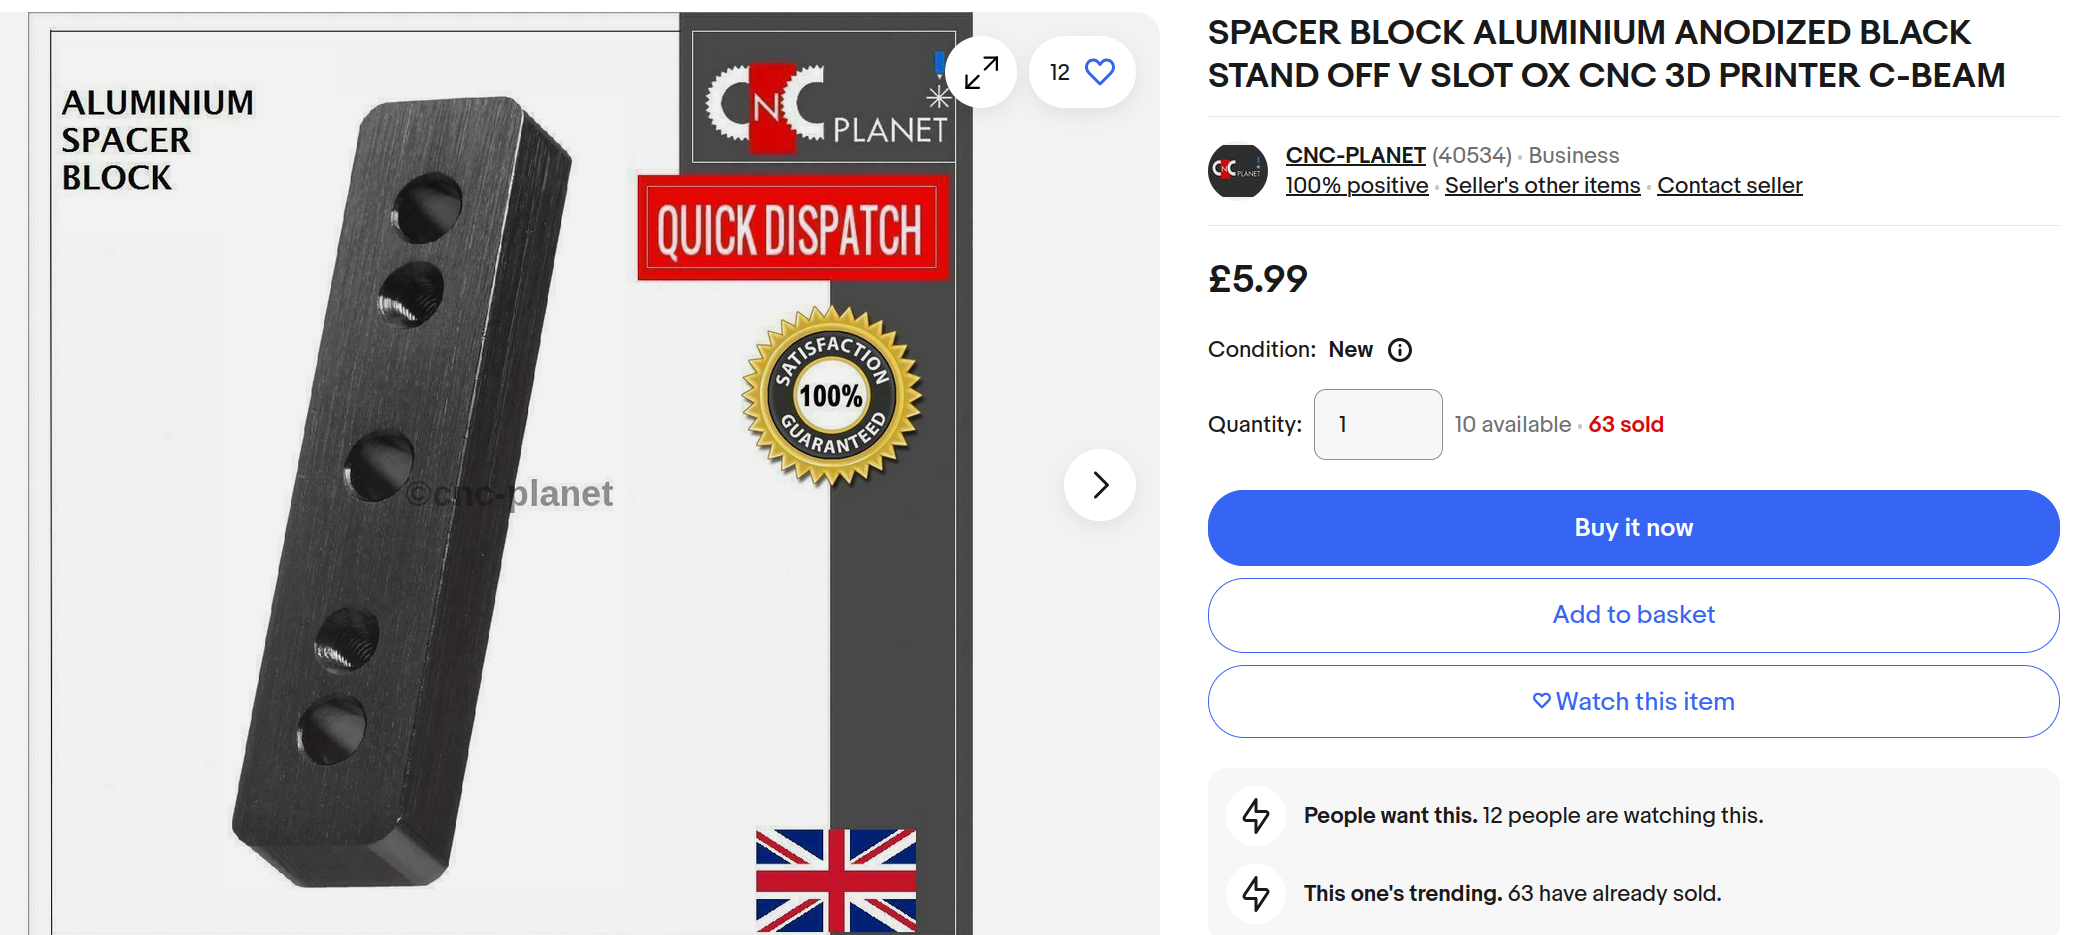 ALUMINIUM
SPACER
BLOCK
CNC PLANET
QUICK DISPATCH
SATISFACTION
100%
GUARANTEED
©cnc-planet
12
SPACER BLOCK ALUMINIUM ANODIZED BLACK
STAND OFF V SLOT OX CNC 3D PRINTER C-BEAM
CNC PLANET
CNC-PLANET (40534) · Business
100% positive · Seller's other items · Contact seller
£5.99
Condition: New
Quantity: 1 10 available · 63 sold
Buy it now
Add to basket
Watch this item
People want this. 12 people are watching this.
This one's trending. 63 have already sold.